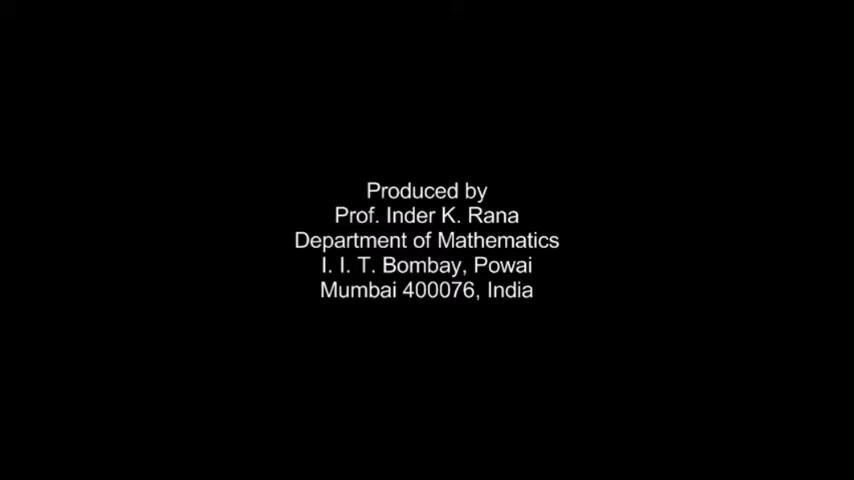 Produced by
Prof. Inder K. Rana
Department of Mathematics
I. I. T. Bombay, Powai
Mumbai 400076, India